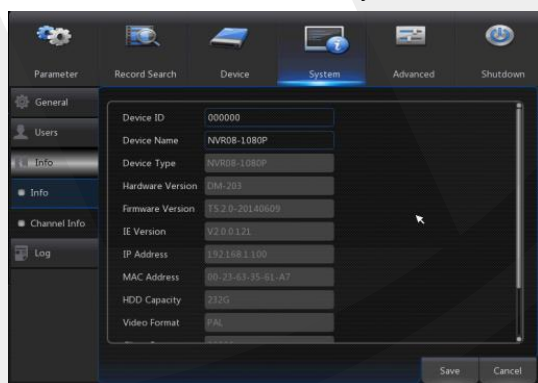 Parameter Record Search Device System Advanced Shutdown
General
Users
Info
Info
Channel Info
Log
Device ID 000000
Device Name NVR08-1080P
Device Type NVR08-1080P
Hardware Version DM-203
Firmware Version T5.2.0-20140609
IE Version V2.0.0.121
IP Address 192.168.1.100
MAC Address 00-23-63-35-61-A7
HDD Capacity 232G
Video Format PAL
Save Cancel